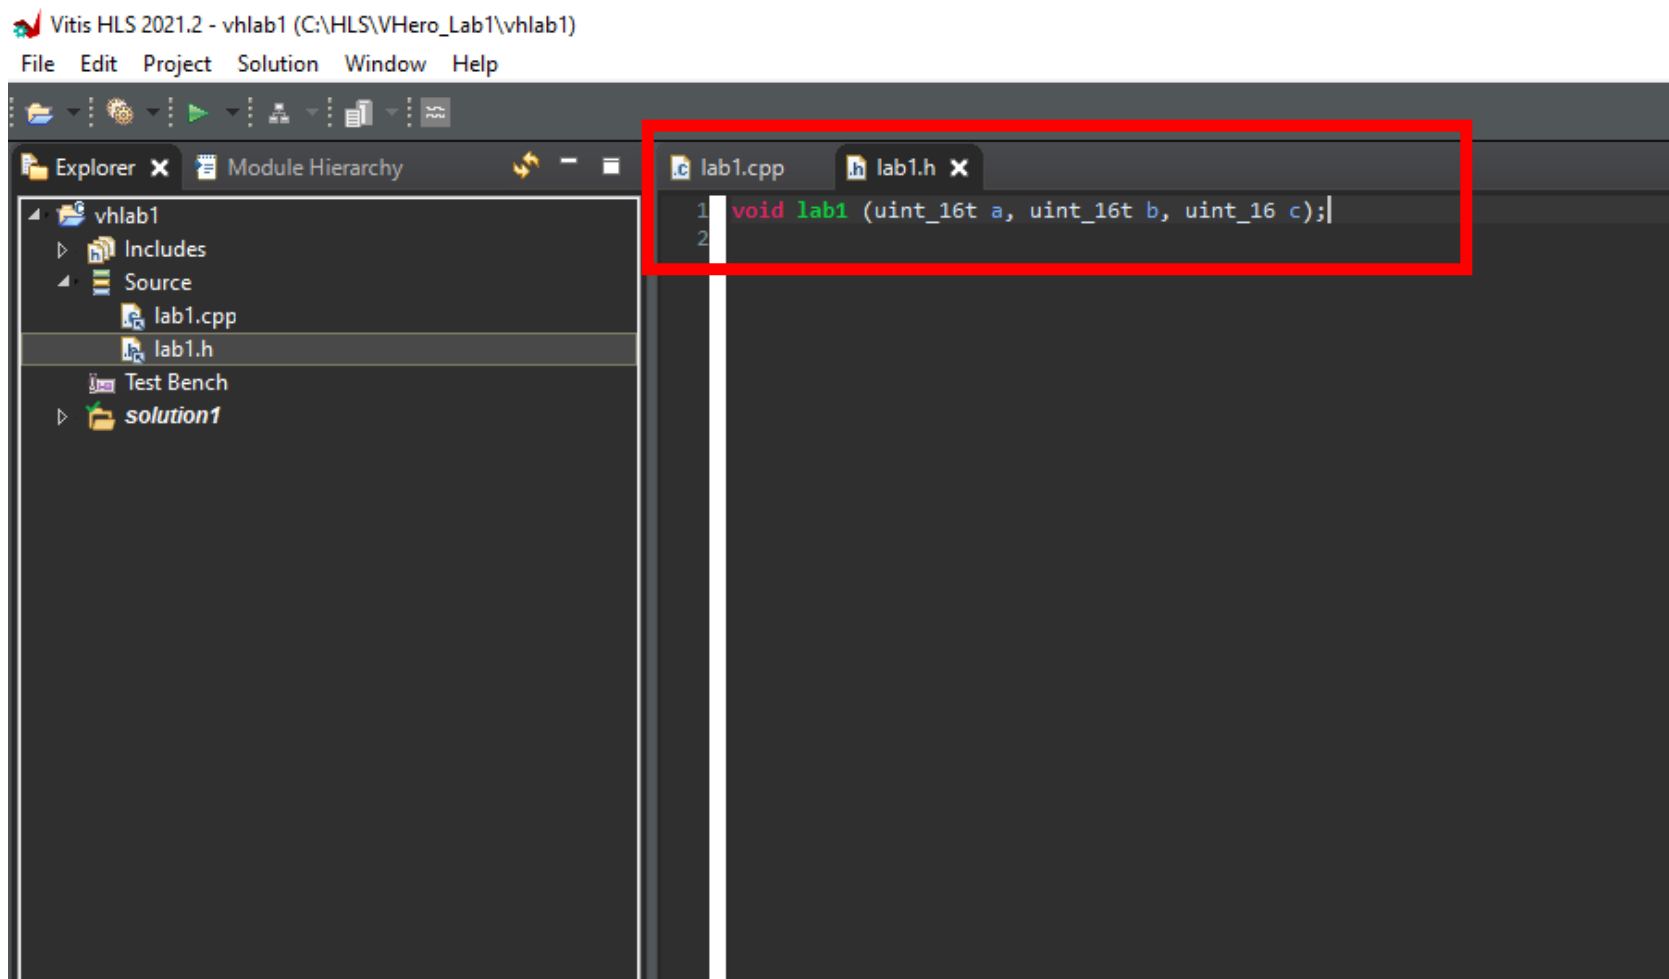 Vitis HLS 2021.2 - vhlab1 (C:\HLS\VHero_Lab1\vhlab1)
File Edit Project Solution Window Help
Explorer Module Hierarchy
lab1.cpp lab1.h
vhlab1
Includes
Source
lab1.cpp
lab1.h
Test Bench
solution1
1 void lab1 (uint_16t a, uint_16t b, uint_16 c);
2